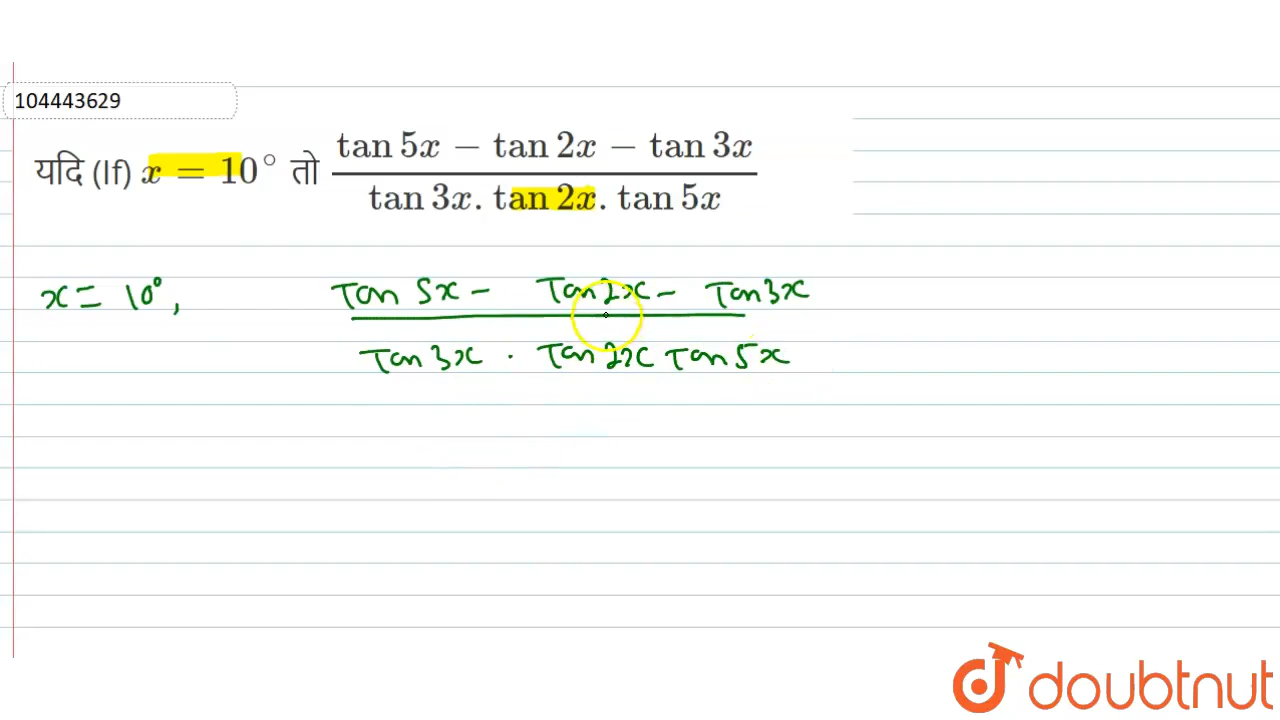 104443629
यदि (If) x = 10° तो (tan 5x − tan 2x − tan 3x) / (tan 3x. tan 2x. tan 5x)
x = 10°, (Tan 5x − Tan 2x − Tan 3x) / (Tan 3x . Tan 2x Tan 5x)
doubtnut